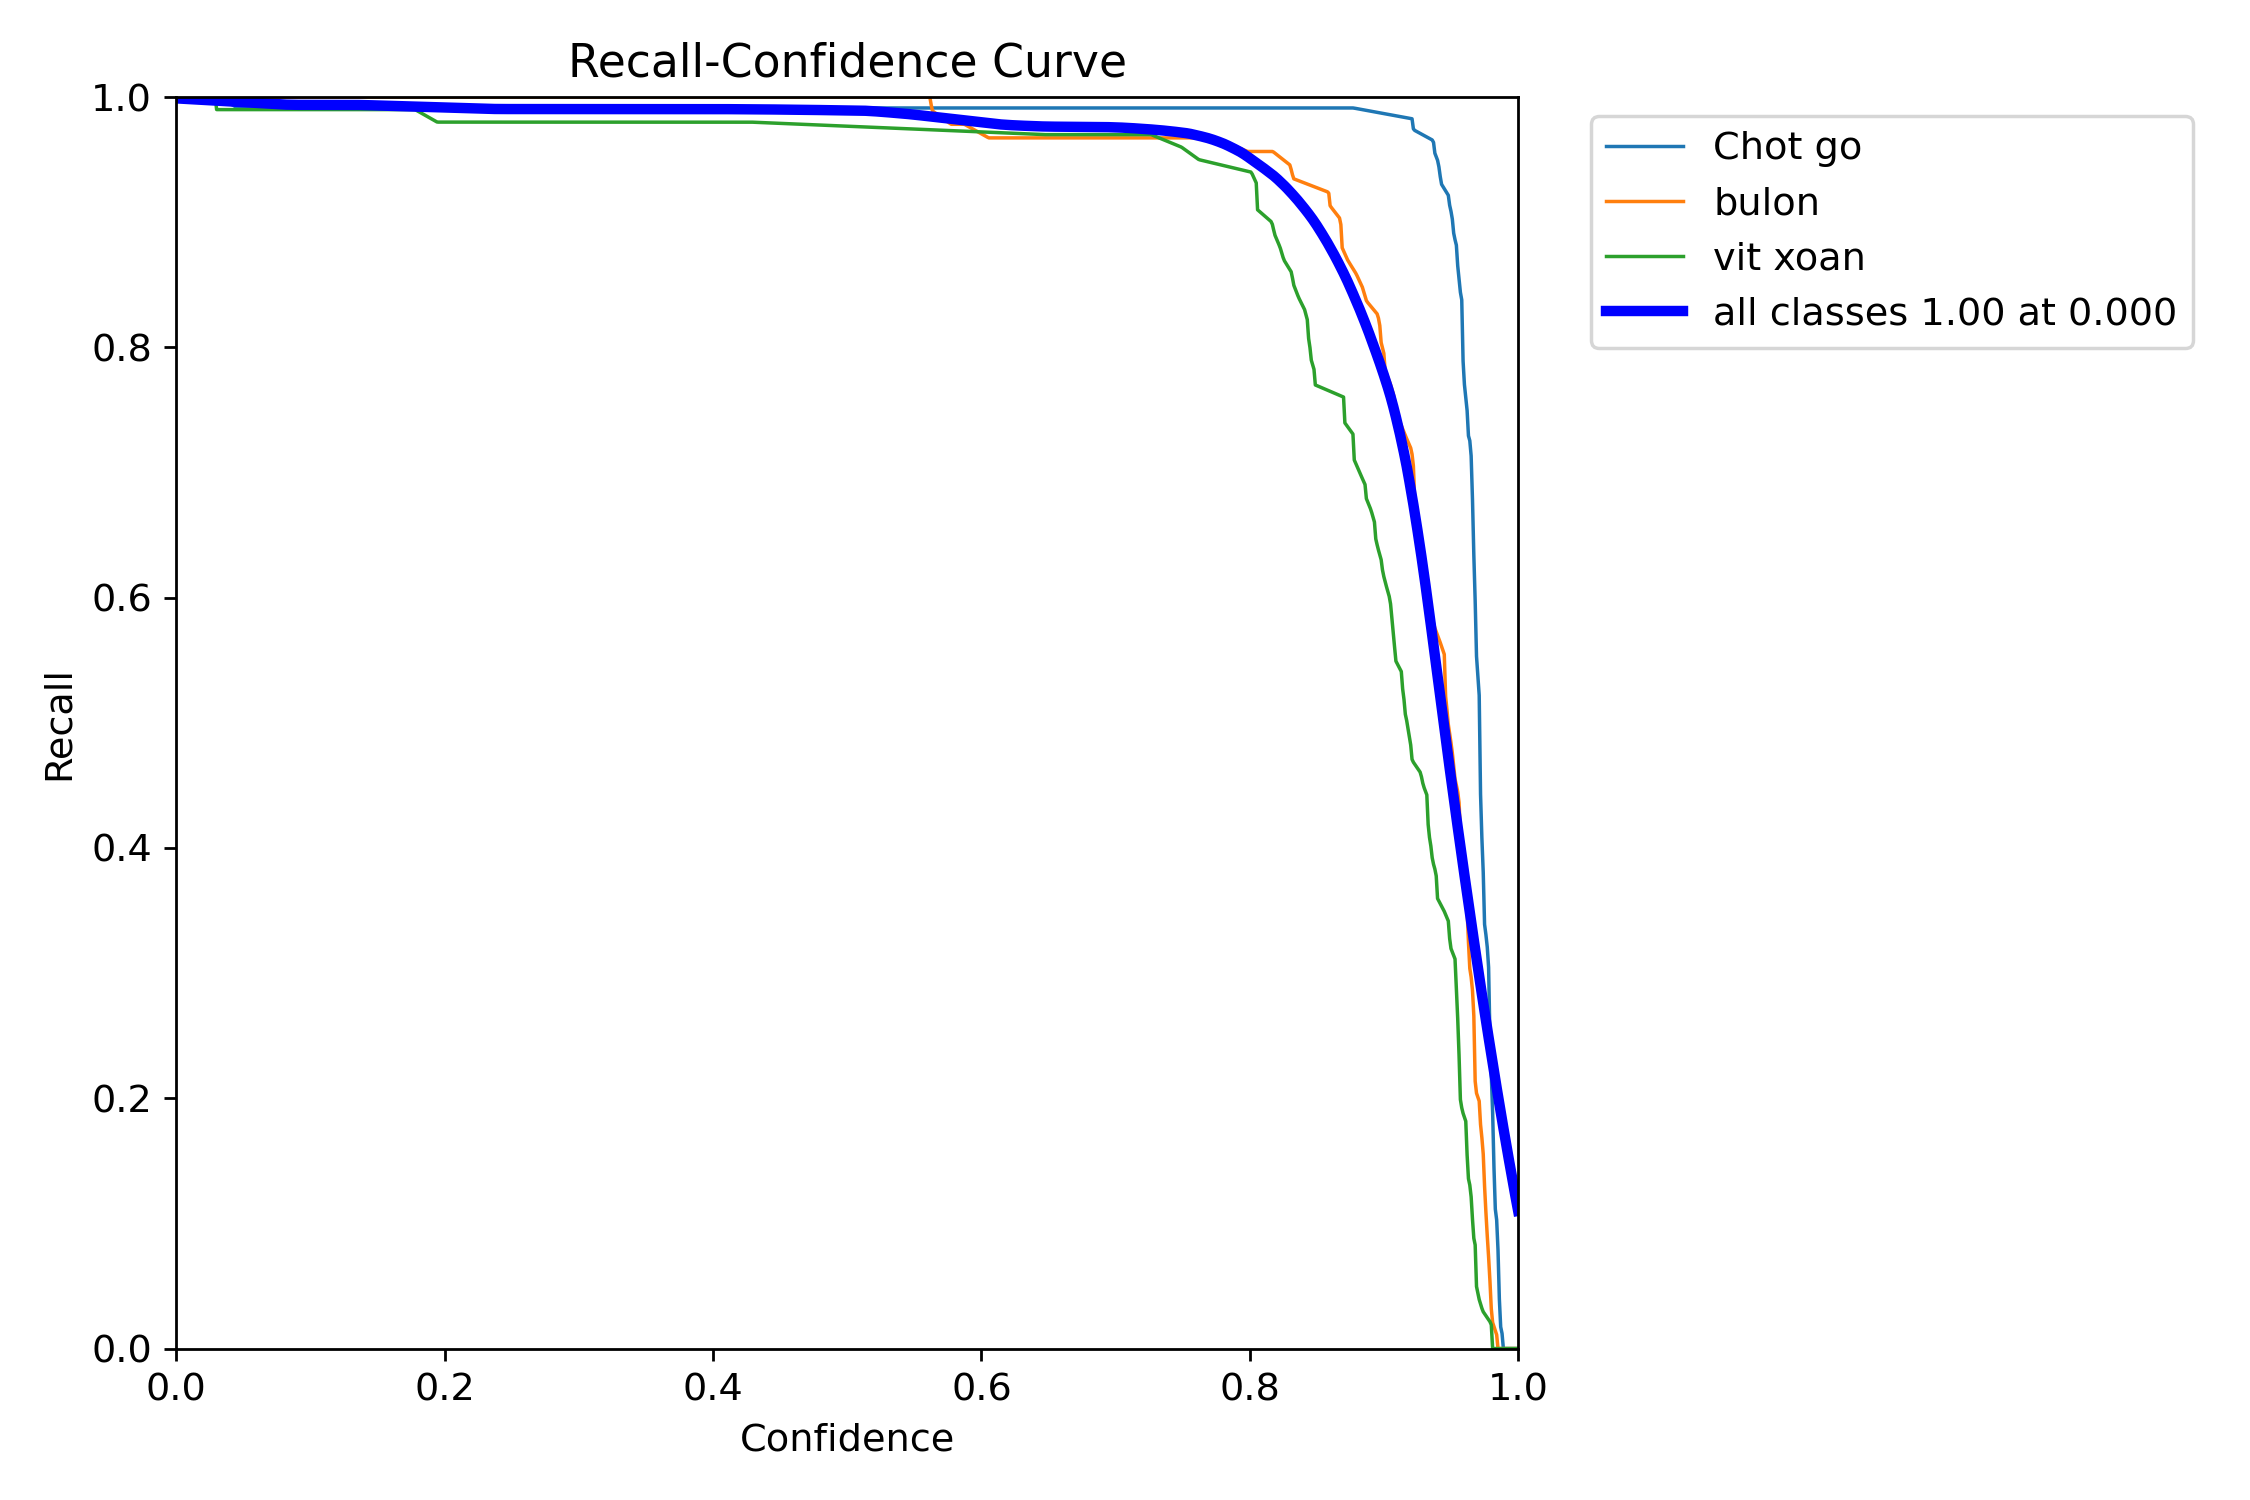 Recall-Confidence Curve
1.0
0.8
0.6
0.4
0.2
0.0
Recall
0.0 0.2 0.4 0.6 0.8 1.0
Confidence
Chot go
bulon
vit xoan
all classes 1.00 at 0.000